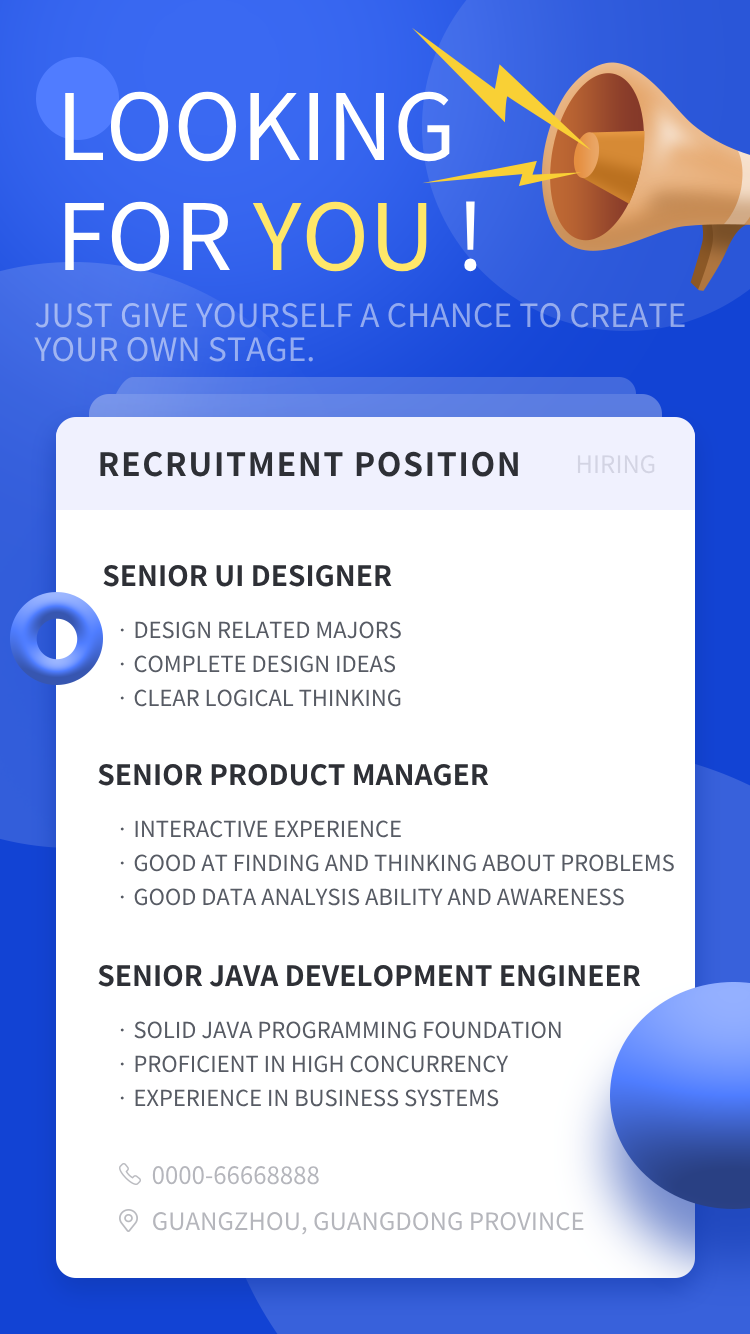 LOOKING
FOR YOU !
JUST GIVE YOURSELF A CHANCE TO CREATE
YOUR OWN STAGE.
RECRUITMENT POSITION HIRING
SENIOR UI DESIGNER
· DESIGN RELATED MAJORS
· COMPLETE DESIGN IDEAS
· CLEAR LOGICAL THINKING
SENIOR PRODUCT MANAGER
· INTERACTIVE EXPERIENCE
· GOOD AT FINDING AND THINKING ABOUT PROBLEMS
· GOOD DATA ANALYSIS ABILITY AND AWARENESS
SENIOR JAVA DEVELOPMENT ENGINEER
· SOLID JAVA PROGRAMMING FOUNDATION
· PROFICIENT IN HIGH CONCURRENCY
· EXPERIENCE IN BUSINESS SYSTEMS
0000-66668888
GUANGZHOU, GUANGDONG PROVINCE